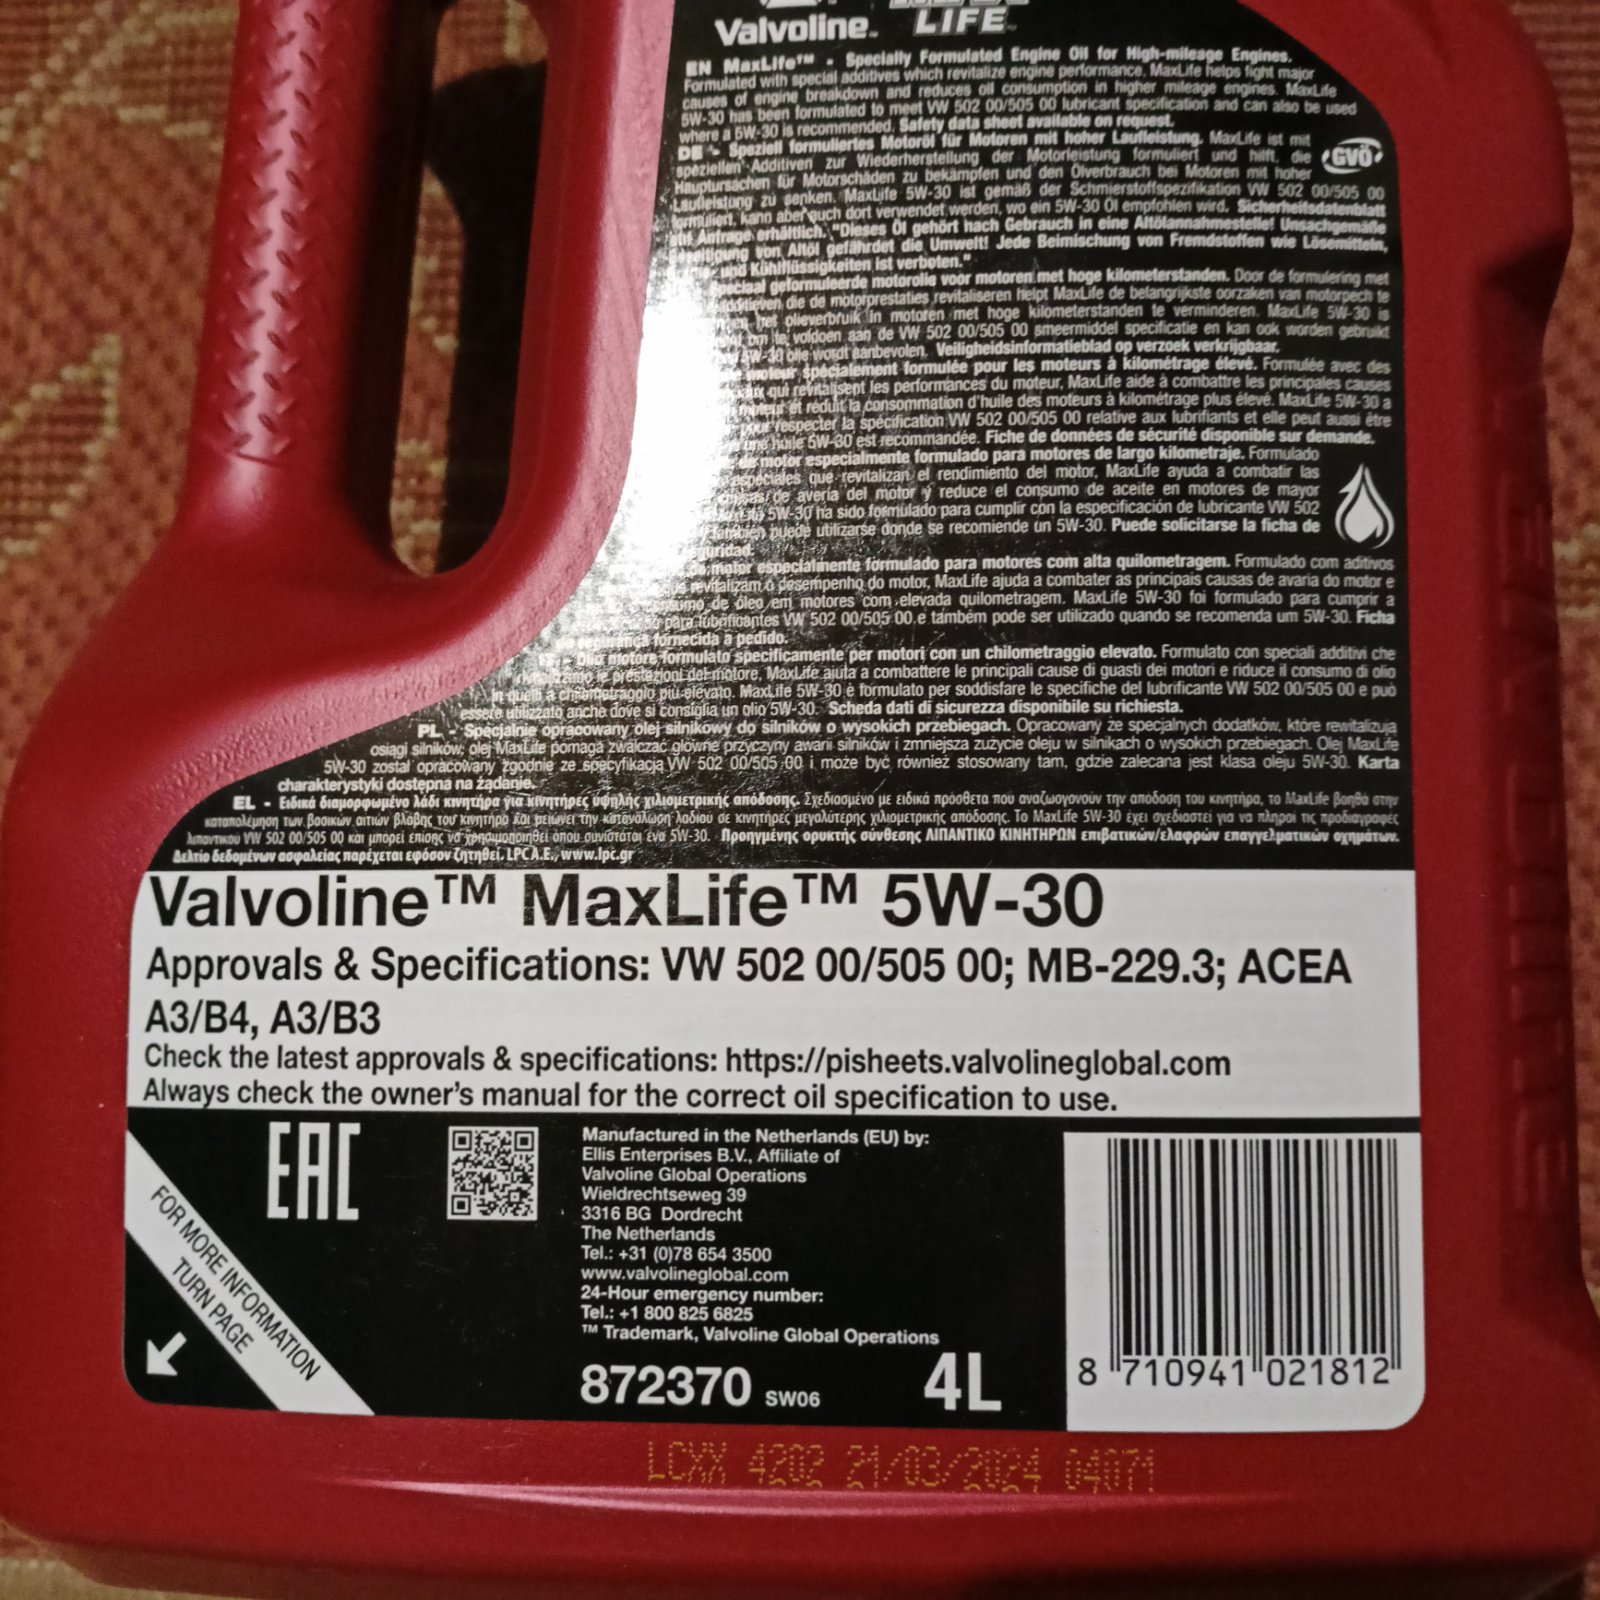 Valvoline™ LIFE™
EN MaxLife™ - Specially Formulated Engine Oil for High-mileage Engines.
Formulated with special additives which revitalize engine performance, MaxLife helps fight major
causes of engine breakdown and reduces oil consumption in higher mileage engines. MaxLife
5W-30 has been formulated to meet VW 502 00/505 00 lubricant specification and can also be used
where a 5W-30 is recommended. Safety data sheet available on request.
DE - Speziell formuliertes Motoröl für Motoren mit hoher Laufleistung. MaxLife ist mit
speziellen Additiven zur Wiederherstellung der Motorleistung formuliert und hilft, die
GVÖ
Hauptursachen für Motorschäden zu bekämpfen und den Ölverbrauch bei Motoren mit hoher
Laufleistung zu senken. MaxLife 5W-30 ist gemäß der Schmierstoffspezifikation VW 502 00/505 00
formuliert, kann aber auch dort verwendet werden, wo ein 5W-30 Öl empfohlen wird. Sicherheitsdatenblatt
auf Anfrage erhältlich. "Dieses Öl gehört nach Gebrauch in eine Altölannahmestelle! Unsachgemäße
von Altöl gefährdet die Umwelt! Jede Beimischung von Fremdstoffen wie Lösemitteln,
und Kühlflüssigkeiten ist verboten."
geformuleerde motorolie voor motoren met hoge kilometerstanden. Door de formulering met
die de motorprestaties revitaliseren helpt MaxLife de belangrijkste oorzaken van motorpech te
het olieverbruik in motoren met hoge kilometerstanden te verminderen. MaxLife 5W-30 is
om te voldoen aan de VW 502 00/505 00 smeermiddel specificatie en kan ook worden gebruikt
5W-30 olie wordt aanbevolen. Veiligheidsinformatieblad op verzoek verkrijgbaar.
moteur spécialement formulée pour les moteurs à kilométrage élevé. Formulée avec des
qui revitalisent les performances du moteur, MaxLife aide à combattre les principales causes
et réduit la consommation d'huile des moteurs à kilométrage plus élevé. MaxLife 5W-30 a
pour respecter la spécification VW 502 00/505 00 relative aux lubrifiants et elle peut aussi être
une huile 5W-30 est recommandée. Fiche de données de sécurité disponible sur demande.
de motor especialmente formulado para motores de largo kilometraje. Formulado
especiales que revitalizan el rendimiento del motor, MaxLife ayuda a combatir las
de avería del motor y reduce el consumo de aceite en motores de mayor
5W-30 ha sido formulado para cumplir con la especificación de lubricante VW 502
también puede utilizarse donde se recomiende un 5W-30. Puede solicitarse la ficha de
motor especialmente formulado para motores com alta quilometragem. Formulado com aditivos
revitalizam o desempenho do motor, MaxLife ajuda a combater as principais causas de avaria do motor e
de óleo em motores com elevada quilometragem. MaxLife 5W-30 foi formulado para cumprir a
para lubrificantes VW 502 00/505 00 e também pode ser utilizado quando se recomenda um 5W-30. Ficha
fornecida a pedido.
Olio motore formulato specificamente per motori con un chilometraggio elevato. Formulato con speciali additivi che
le prestazioni del motore, MaxLife aiuta a combattere le principali cause di guasti dei motori e riduce il consumo di olio
in quelli a chilometraggio più elevato. MaxLife 5W-30 è formulato per soddisfare le specifiche del lubrificante VW 502 00/505 00 e può
essere utilizzato anche dove si consiglia un olio 5W-30. Scheda dati di sicurezza disponibile su richiesta.
PL - Specjalnie opracowany olej silnikowy do silników o wysokich przebiegach. Opracowany ze specjalnych dodatków, które rewitalizują
osiągi silników, olej MaxLife pomaga zwalczać główne przyczyny awarii silników i zmniejsza zużycie oleju w silnikach o wysokich przebiegach. Olej MaxLife
5W-30 został opracowany zgodnie ze specyfikacją VW 502 00/505 00 i może być również stosowany tam, gdzie zalecana jest klasa oleju 5W-30. Karta
charakterystyki dostępna na żądanie.
EL - Ειδικά διαμορφωμένο λάδι κινητήρα για κινητήρες υψηλής χιλιομετρικής απόδοσης. Σχεδιασμένο με ειδικά πρόσθετα που αναζωογονούν την απόδοση του κινητήρα, το MaxLife βοηθά στην
καταπολέμηση των βασικών αιτιών βλάβης του κινητήρα και μειώνει την κατανάλωση λαδιού σε κινητήρες μεγαλύτερης χιλιομετρικής απόδοσης. Το MaxLife 5W-30 έχει σχεδιαστεί για να πληροί τις προδιαγραφές
λιπαντικού VW 502 00/505 00 και μπορεί επίσης να χρησιμοποιηθεί όπου συνίσταται ένα 5W-30. Προηγμένης ορυκτής σύνθεσης ΛΙΠΑΝΤΙΚΟ ΚΙΝΗΤΗΡΩΝ επιβατικών/ελαφρών επαγγελματικών οχημάτων.
Δελτίο δεδομένων ασφαλείας παρέχεται εφόσον ζητηθεί. LPC A.E., www.lpc.gr
Valvoline™ MaxLife™ 5W-30
Approvals & Specifications: VW 502 00/505 00; MB-229.3; ACEA
A3/B4, A3/B3
Check the latest approvals & specifications: https://pisheets.valvolineglobal.com
Always check the owner's manual for the correct oil specification to use.
EAC
FOR MORE INFORMATION
TURN PAGE
Manufactured in the Netherlands (EU) by:
Ellis Enterprises B.V., Affiliate of
Valvoline Global Operations
Wieldrechtseweg 39
3316 BG Dordrecht
The Netherlands
Tel.: +31 (0)78 654 3500
www.valvolineglobal.com
24-Hour emergency number:
Tel.: +1 800 825 6825
™ Trademark, Valvoline Global Operations
872370 SW06 4L
8 710941 021812
LCXX 4202 21/03/2024 04071